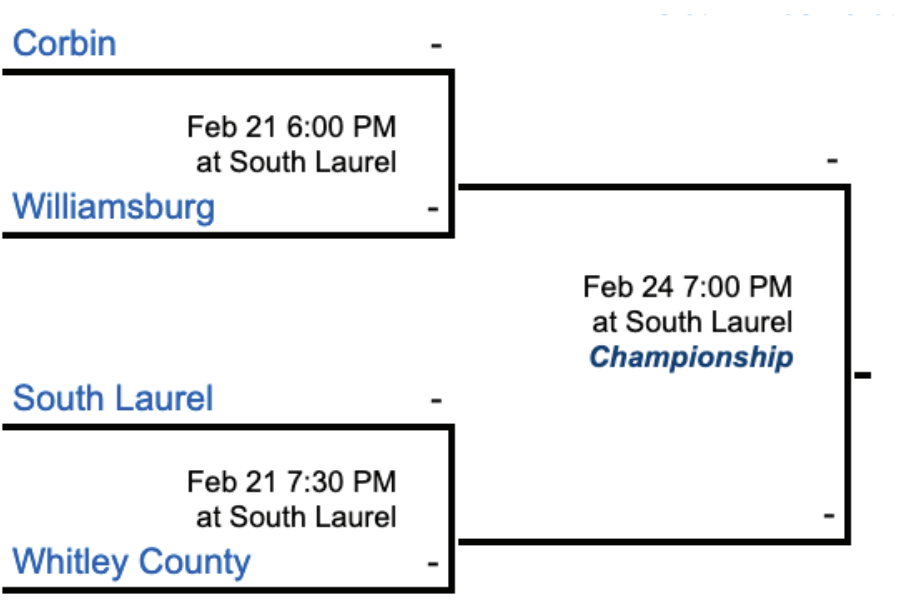 Corbin -
Feb 21 6:00 PM
at South Laurel
Williamsburg -
-
Feb 24 7:00 PM
at South Laurel
Championship
-
South Laurel -
Feb 21 7:30 PM
at South Laurel
-
Whitley County -